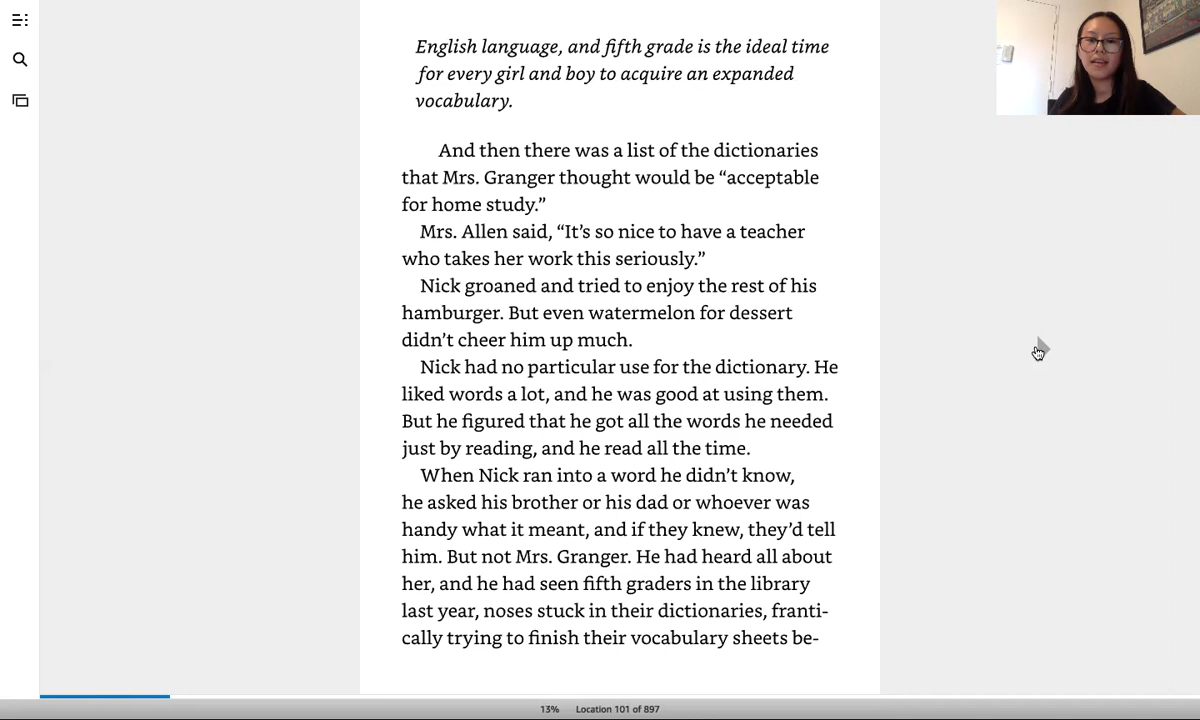 English language, and fifth grade is the ideal time
for every girl and boy to acquire an expanded
vocabulary.
And then there was a list of the dictionaries
that Mrs. Granger thought would be “acceptable
for home study.”
Mrs. Allen said, “It’s so nice to have a teacher
who takes her work this seriously.”
Nick groaned and tried to enjoy the rest of his
hamburger. But even watermelon for dessert
didn’t cheer him up much.
Nick had no particular use for the dictionary. He
liked words a lot, and he was good at using them.
But he figured that he got all the words he needed
just by reading, and he read all the time.
When Nick ran into a word he didn’t know,
he asked his brother or his dad or whoever was
handy what it meant, and if they knew, they’d tell
him. But not Mrs. Granger. He had heard all about
her, and he had seen fifth graders in the library
last year, noses stuck in their dictionaries, franti-
cally trying to finish their vocabulary sheets be-
13% Location 101 of 897